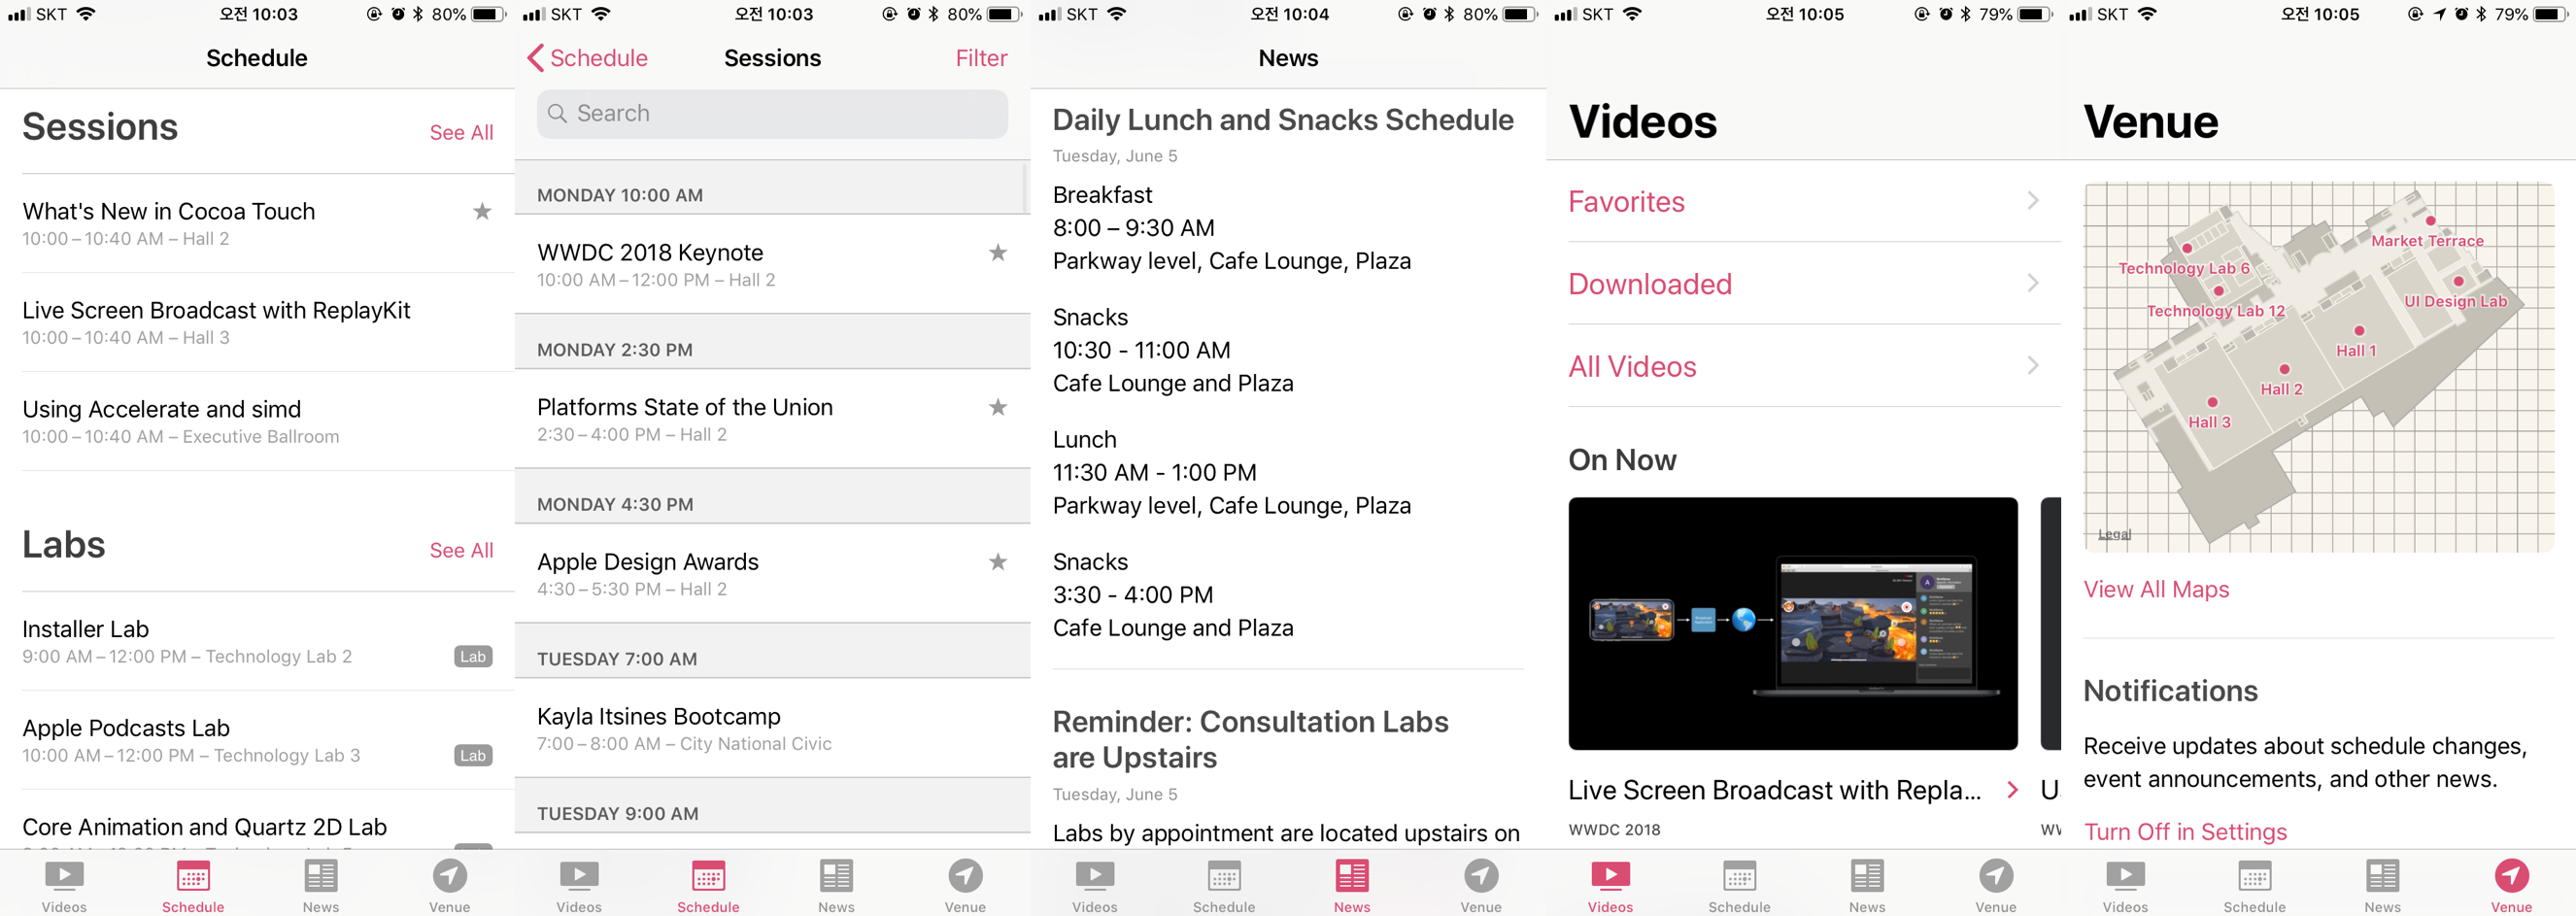 SKT 오전 10:03 80%
Schedule
Sessions See All
What's New in Cocoa Touch
10:00 – 10:40 AM – Hall 2
Live Screen Broadcast with ReplayKit
10:00 – 10:40 AM – Hall 3
Using Accelerate and simd
10:00 – 10:40 AM – Executive Ballroom
Labs See All
Installer Lab
9:00 AM – 12:00 PM – Technology Lab 2 Lab
Apple Podcasts Lab
10:00 AM – 12:00 PM – Technology Lab 3 Lab
Core Animation and Quartz 2D Lab
Videos Schedule News Venue
SKT 오전 10:03 80%
Schedule Sessions Filter
Search
MONDAY 10:00 AM
WWDC 2018 Keynote
10:00 AM – 12:00 PM – Hall 2
MONDAY 2:30 PM
Platforms State of the Union
2:30 – 4:00 PM – Hall 2
MONDAY 4:30 PM
Apple Design Awards
4:30 – 5:30 PM – Hall 2
TUESDAY 7:00 AM
Kayla Itsines Bootcamp
7:00 – 8:00 AM – City National Civic
TUESDAY 9:00 AM
Videos Schedule News Venue
SKT 오전 10:04 80%
News
Daily Lunch and Snacks Schedule
Tuesday, June 5
Breakfast
8:00 – 9:30 AM
Parkway level, Cafe Lounge, Plaza
Snacks
10:30 - 11:00 AM
Cafe Lounge and Plaza
Lunch
11:30 AM - 1:00 PM
Parkway level, Cafe Lounge, Plaza
Snacks
3:30 - 4:00 PM
Cafe Lounge and Plaza
Reminder: Consultation Labs
are Upstairs
Tuesday, June 5
Labs by appointment are located upstairs on
Videos Schedule News Venue
SKT 오전 10:05 79%
Videos
Favorites
Downloaded
All Videos
On Now
Live Screen Broadcast with Repla... U
WWDC 2018 W
Videos Schedule News Venue
SKT 오전 10:05 79%
Venue
Market Terrace
Technology Lab 6
UI Design Lab
Technology Lab 12
Hall 1
Hall 2
Hall 3
Legal
View All Maps
Notifications
Receive updates about schedule changes,
event announcements, and other news.
Turn Off in Settings
Videos Schedule News Venue